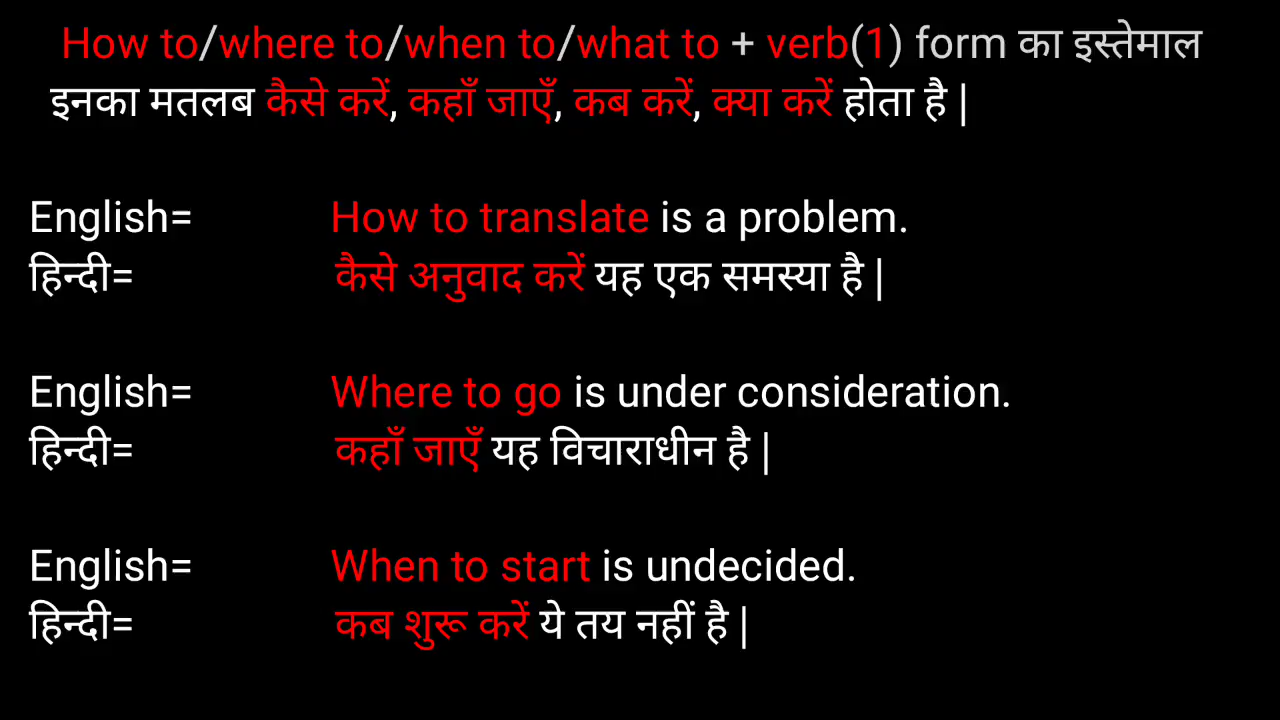 How to/where to/when to/what to + verb(1) form का इस्तेमाल
इनका मतलब कैसे करें, कहाँ जाएँ, कब करें, क्या करें होता है |
English= How to translate is a problem.
हिन्दी= कैसे अनुवाद करें यह एक समस्या है |
English= Where to go is under consideration.
हिन्दी= कहाँ जाएँ यह विचाराधीन है |
English= When to start is undecided.
हिन्दी= कब शुरू करें ये तय नहीं है |